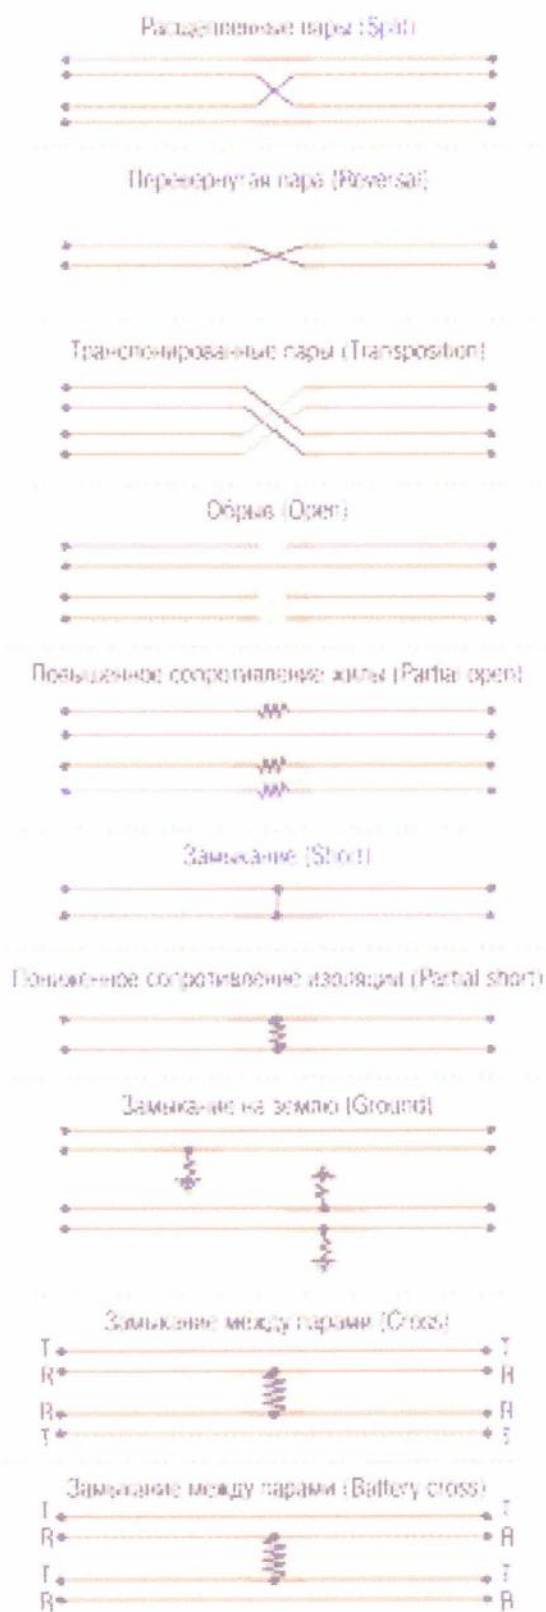 Расщепленные пары (Split)
Перевернутая пара (Reversal)
Транспонированные пары (Transposition)
Обрыв (Open)
Повышенное сопротивление жилы (Partial open)
Замыкание (Short)
Пониженное сопротивление изоляции (Partial short)
Замыкание на землю (Ground)
Замыкание между парами (Cross)
T T
R R
R R
T T
Замыкание между парами (Battery cross)
T T
R R
T T
R R